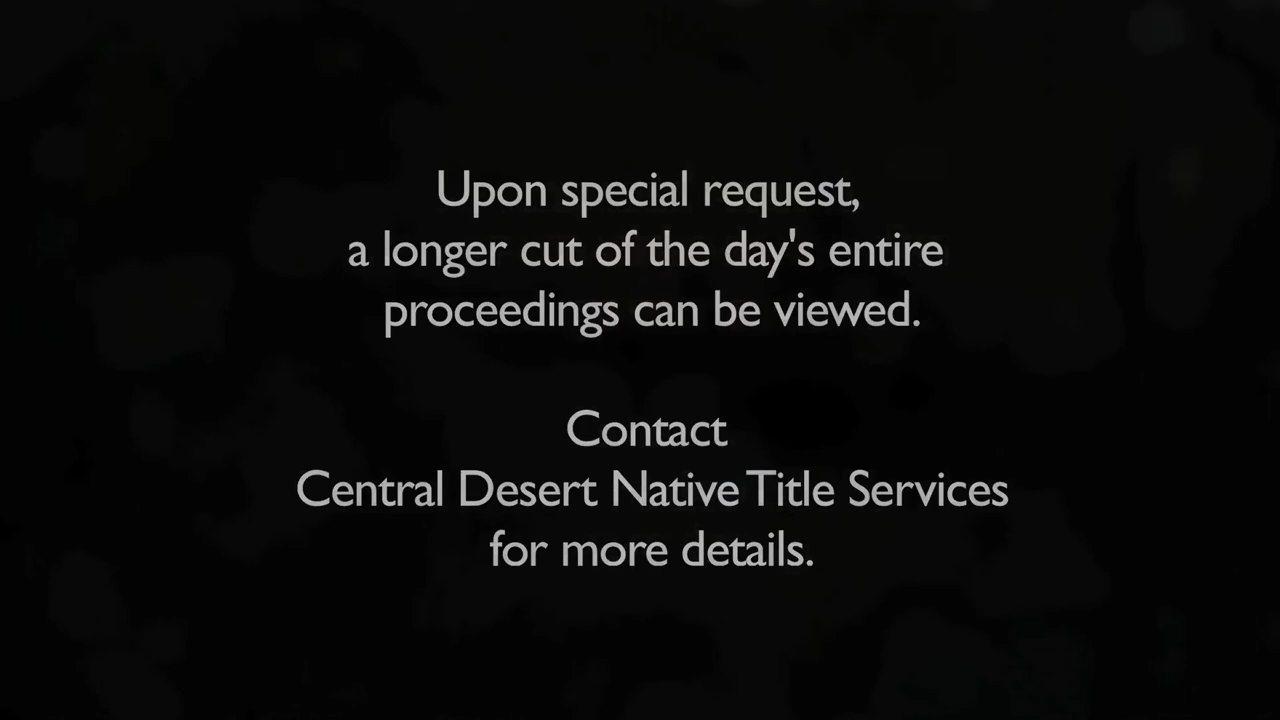 Upon special request,
a longer cut of the day's entire
proceedings can be viewed.
Contact
Central Desert Native Title Services
for more details.